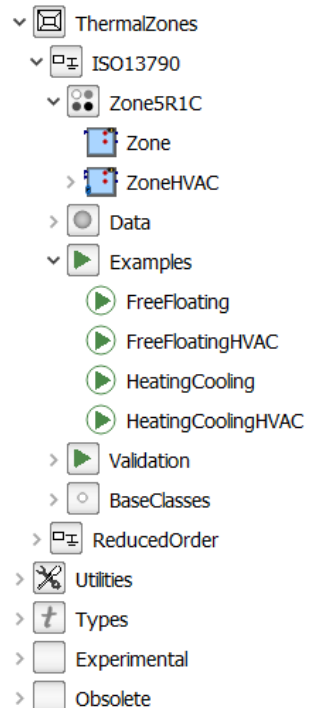 ThermalZones
ISO13790
Zone5R1C
Zone
ZoneHVAC
Data
Examples
FreeFloating
FreeFloatingHVAC
HeatingCooling
HeatingCoolingHVAC
Validation
BaseClasses
ReducedOrder
Utilities
t Types
Experimental
Obsolete